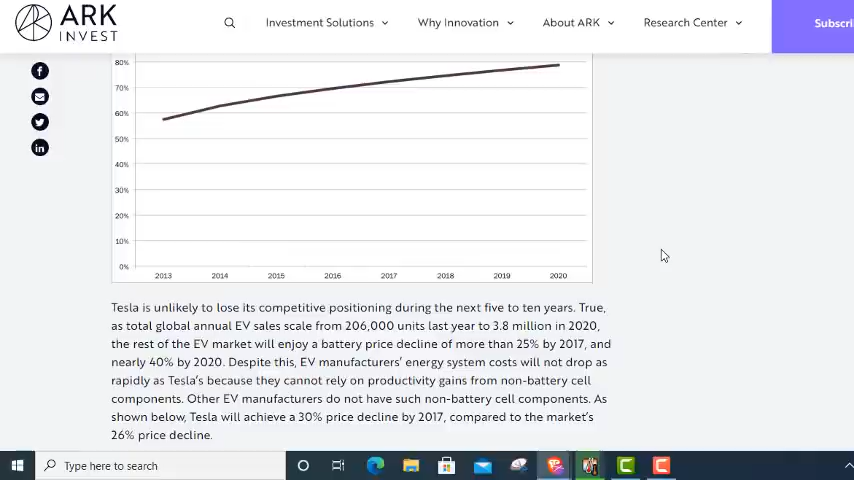 ARK
INVEST
Investment Solutions
Why Innovation
About ARK
Research Center
Subscri
80%
70%
60%
50%
40%
30%
20%
10%
0%
2013 2014 2015 2016 2017 2018 2019 2020
Tesla is unlikely to lose its competitive positioning during the next five to ten years. True,
as total global annual EV sales scale from 206,000 units last year to 3.8 million in 2020,
the rest of the EV market will enjoy a battery price decline of more than 25% by 2017, and
nearly 40% by 2020. Despite this, EV manufacturers' energy system costs will not drop as
rapidly as Tesla's because they cannot rely on productivity gains from non-battery cell
components. Other EV manufacturers do not have such non-battery cell components. As
shown below, Tesla will achieve a 30% price decline by 2017, compared to the market's
26% price decline.
Type here to search